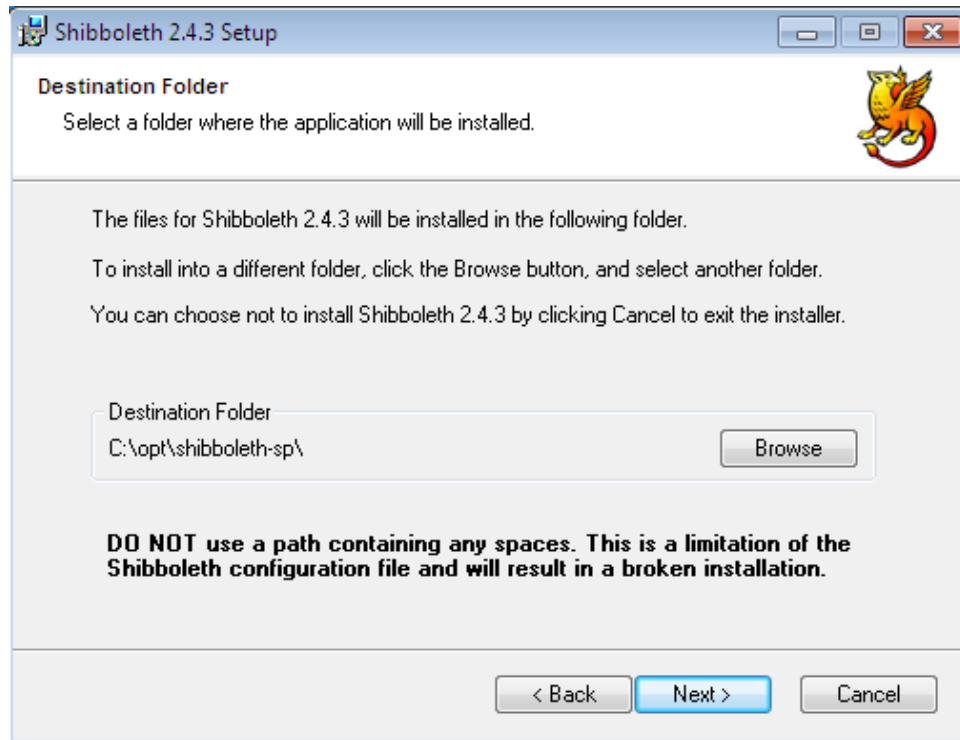 Shibboleth 2.4.3 Setup
Destination Folder
Select a folder where the application will be installed.
The files for Shibboleth 2.4.3 will be installed in the following folder.
To install into a different folder, click the Browse button, and select another folder.
You can choose not to install Shibboleth 2.4.3 by clicking Cancel to exit the installer.
Destination Folder
C:\opt\shibboleth-sp\
Browse
DO NOT use a path containing any spaces. This is a limitation of the
Shibboleth configuration file and will result in a broken installation.
< Back
Next >
Cancel